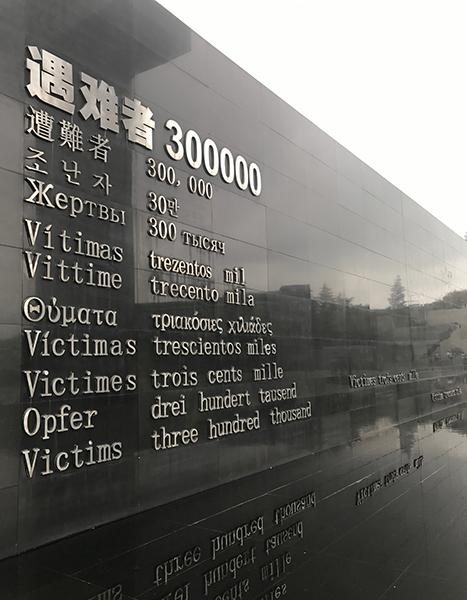 遇难者 300000
遭難者 300, 000
조난자 30만
Жертвы 300 тысяч
Vítimas trezentos mil
Vittime trecento mila
Θύματα τριακόσιες χιλιάδες
Víctimas trescientos miles
Victimes trois cents mille
Opfer drei hundert tausend
Victims three hundred thousand